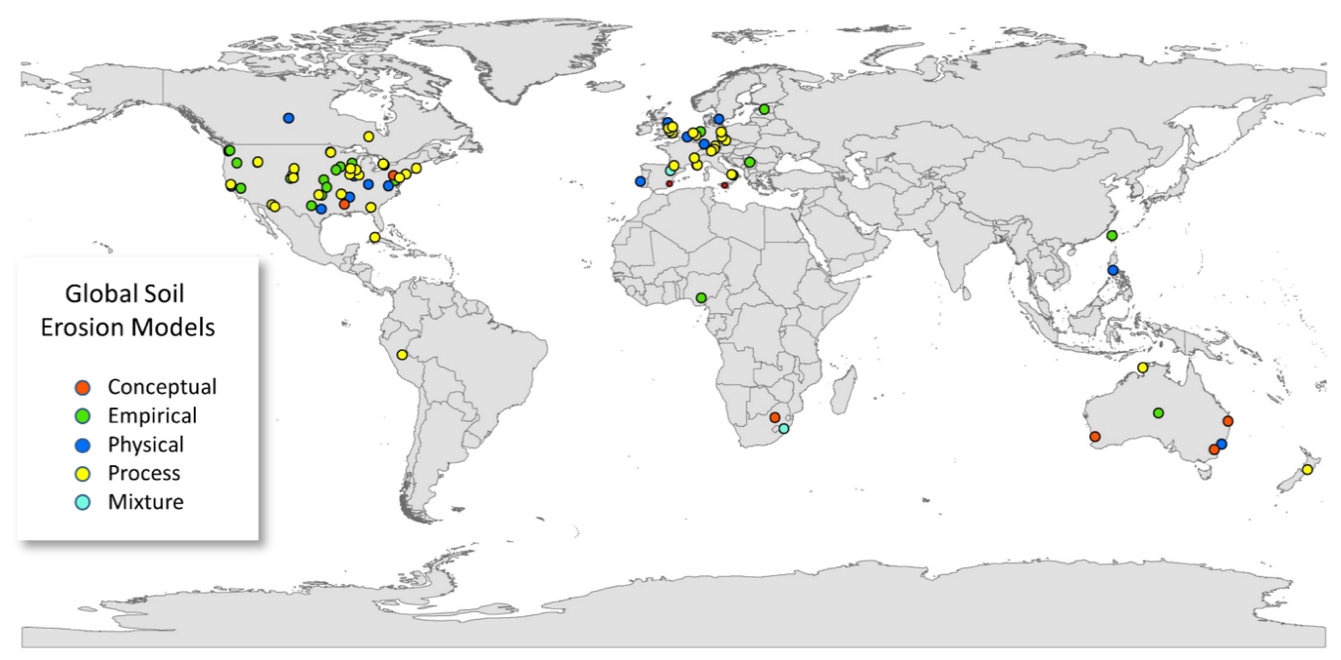 Global Soil
Erosion Models
Conceptual
Empirical
Physical
Process
Mixture